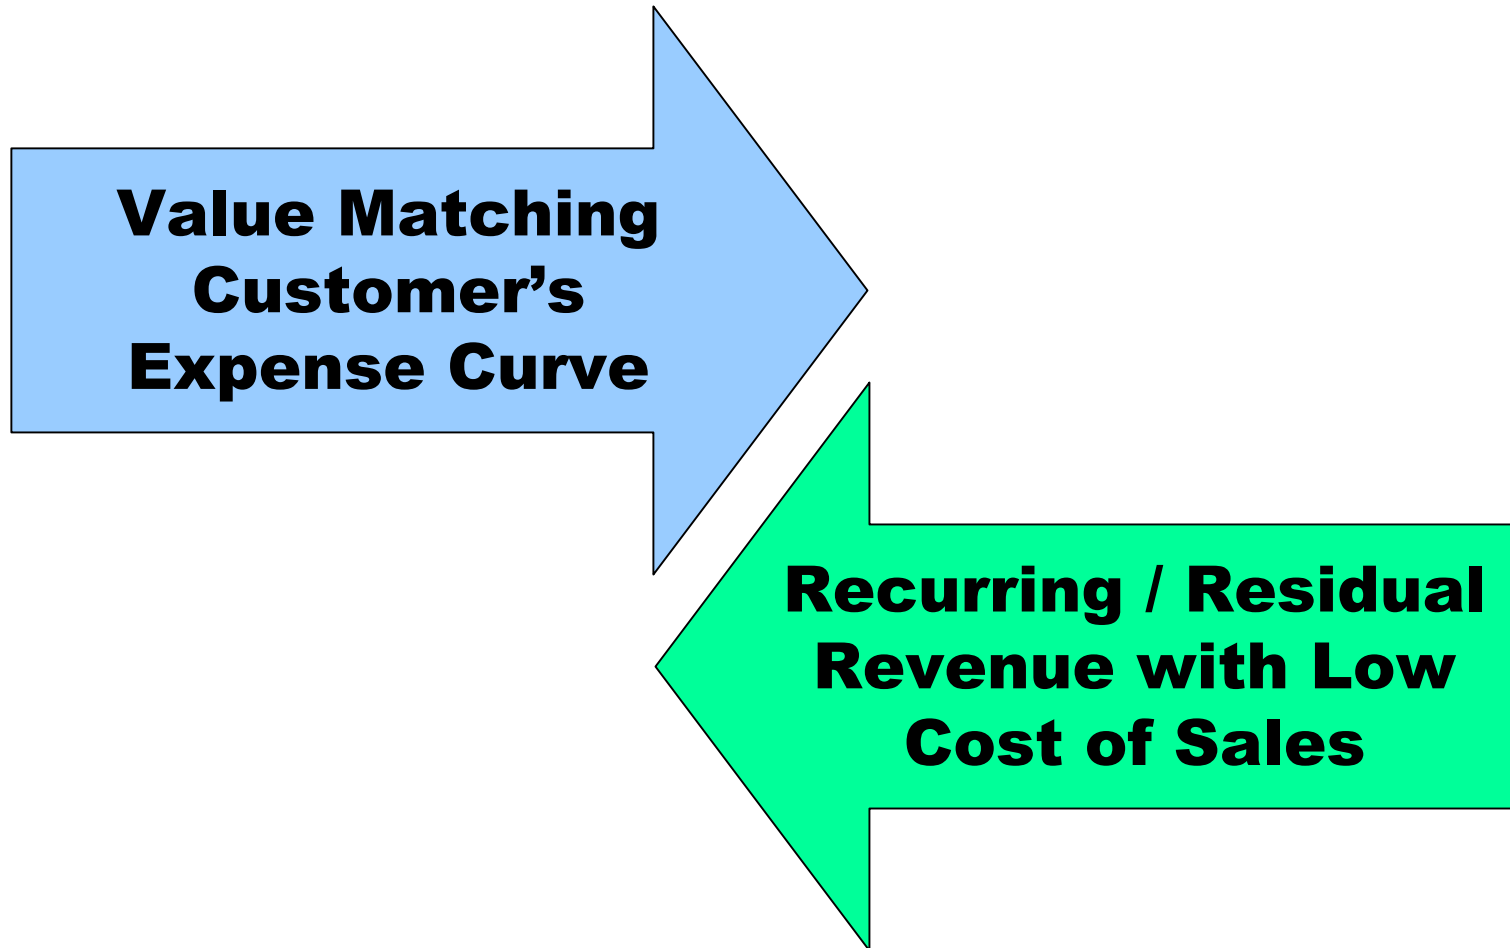 Value Matching
Customer’s
Expense Curve
Recurring / Residual
Revenue with Low
Cost of Sales